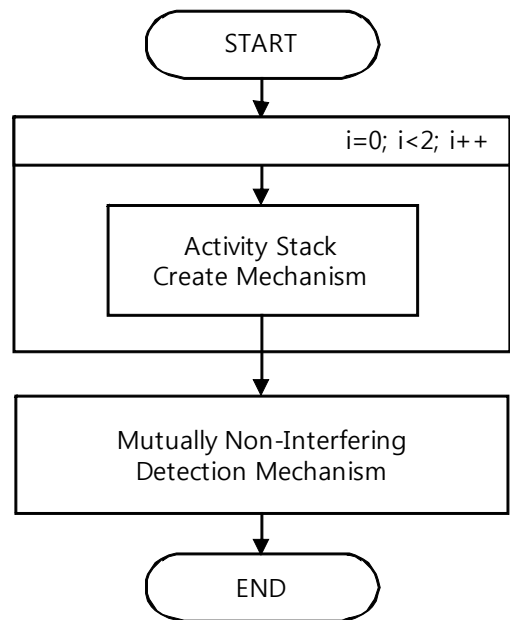 START
i=0; i<2; i++
Activity Stack
Create Mechanism
Mutually Non-Interfering
Detection Mechanism
END